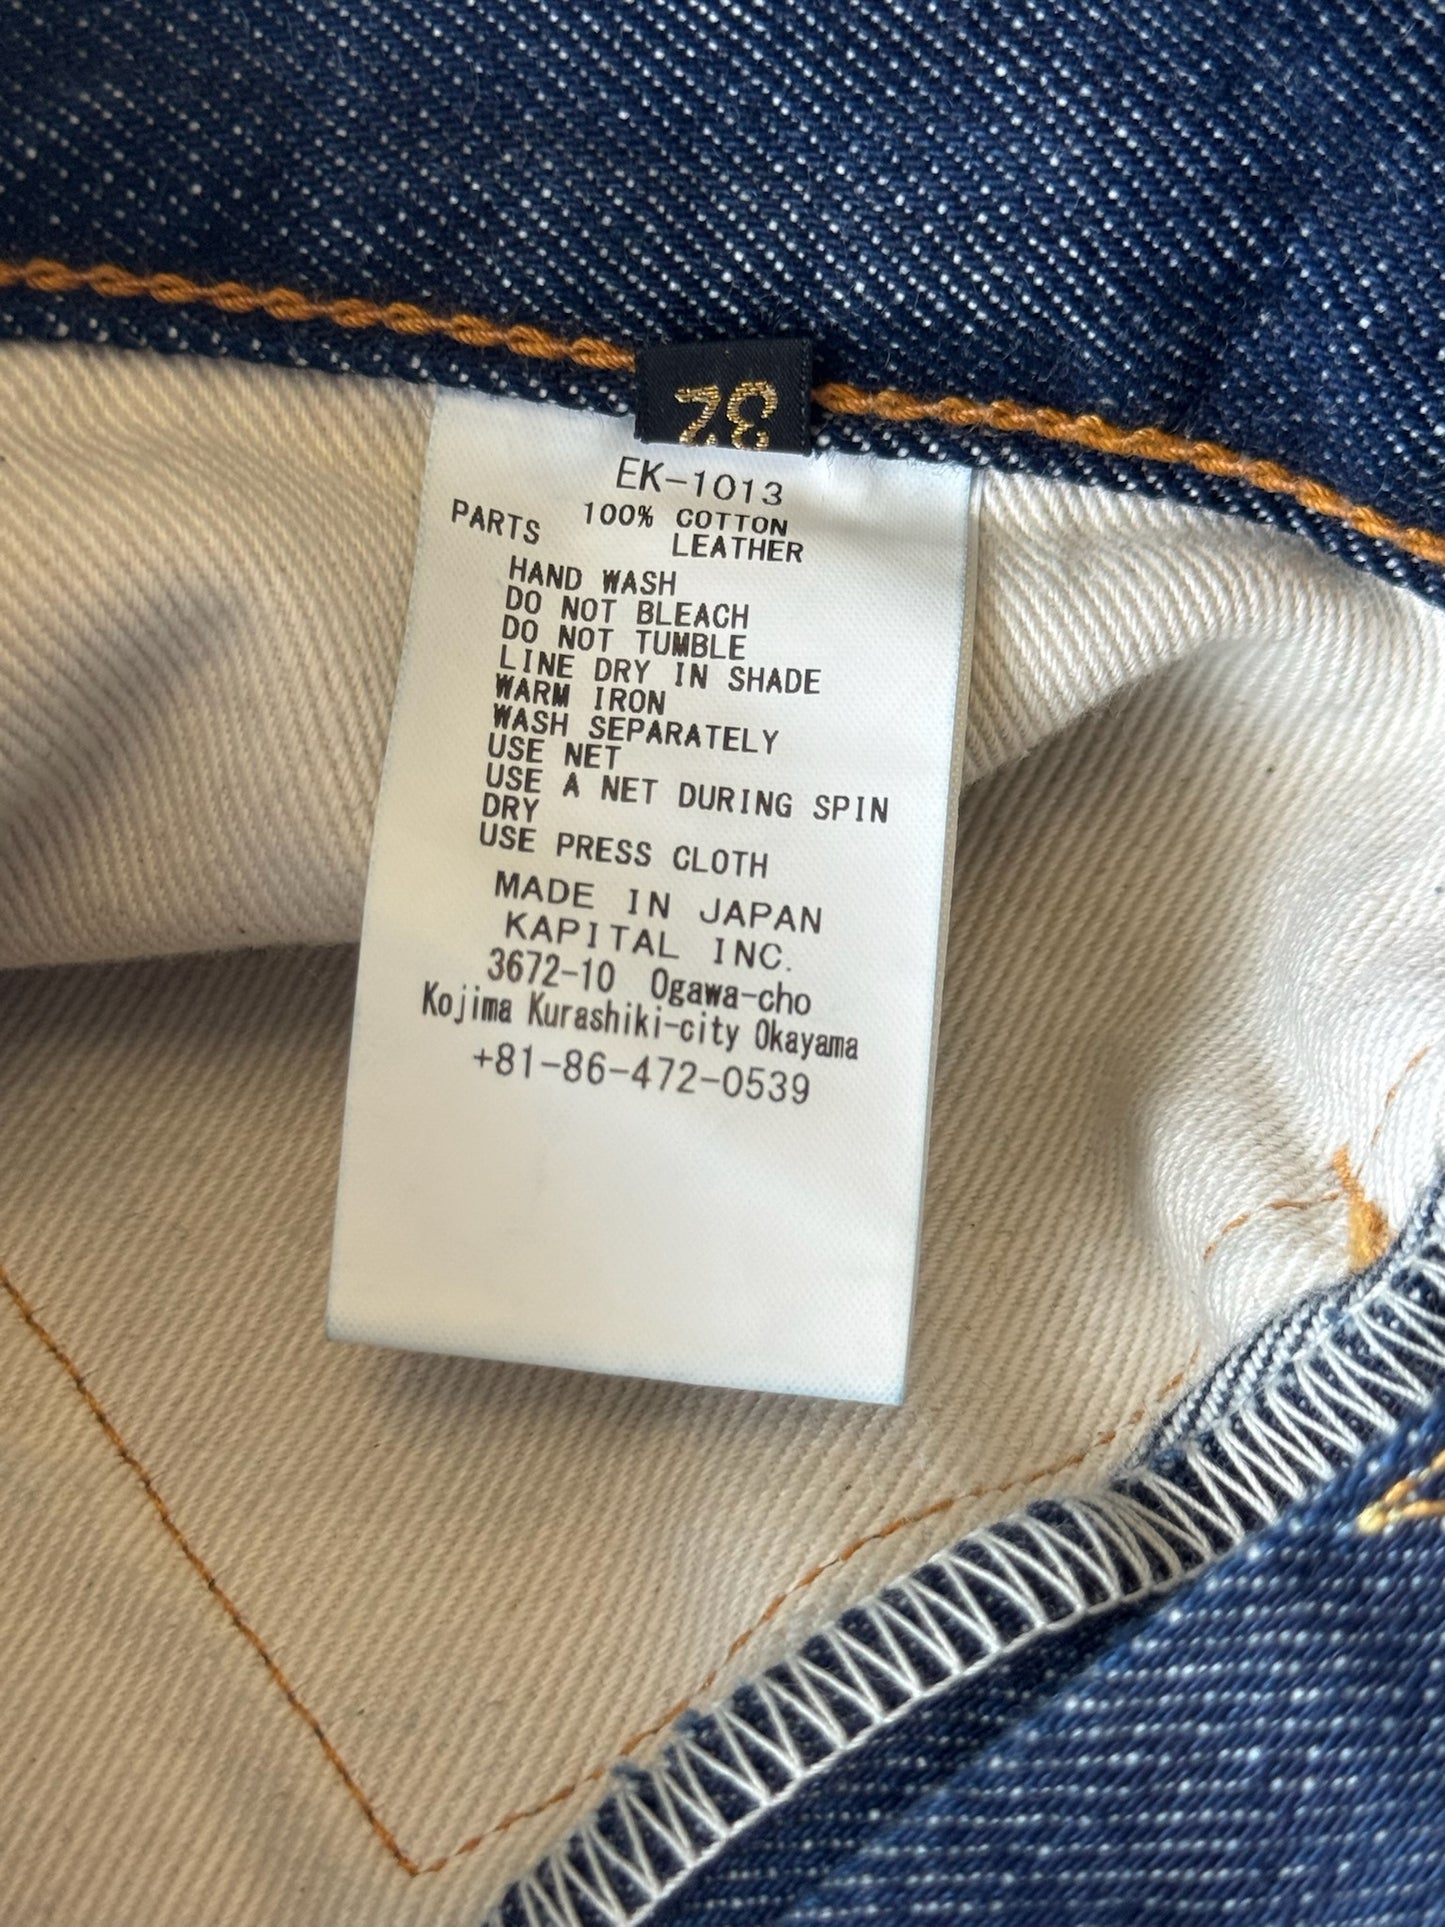 32
EK-1013
100% COTTON
PARTS LEATHER
HAND WASH
DO NOT BLEACH
DO NOT TUMBLE
LINE DRY IN SHADE
WARM IRON
WASH SEPARATELY
USE NET
USE A NET DURING SPIN
DRY
USE PRESS CLOTH
MADE IN JAPAN
KAPITAL INC.
3672-10 Ogawa-cho
Kojima Kurashiki-city Okayama
+81-86-472-0539